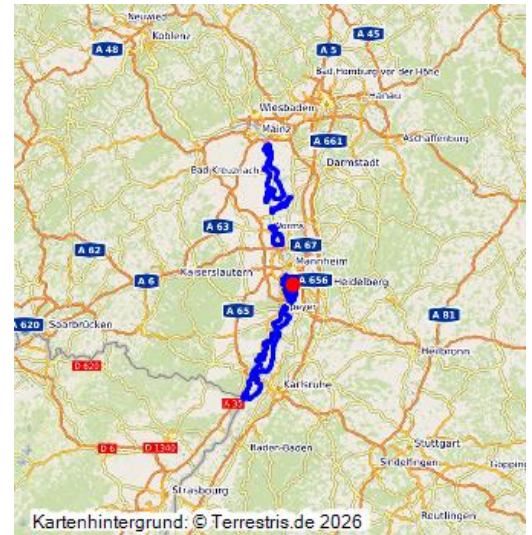 Neuwied
A 45
A 48
Koblenz
A 5
Bad Homburg vor der Höhe
Hanau
Wiesbaden
Mainz
Aschaffenburg
A 661
Bad Kreuznach
Darmstadt
A 63
Worms
A 67
A 62
Mannheim
Kaiserslautern
A 6
A 656
Heidelberg
A 65
peyer
A 81
A 620
Saarbrücken
Heilbronn
D 620
A 35
Karlsruhe
D 6
D 1340
Baden-Baden
Stuttgart
Sindelfingen
Göpping
Strasbourg
Reutlingen
Kartenhintergrund: © Terrestris.de 2026